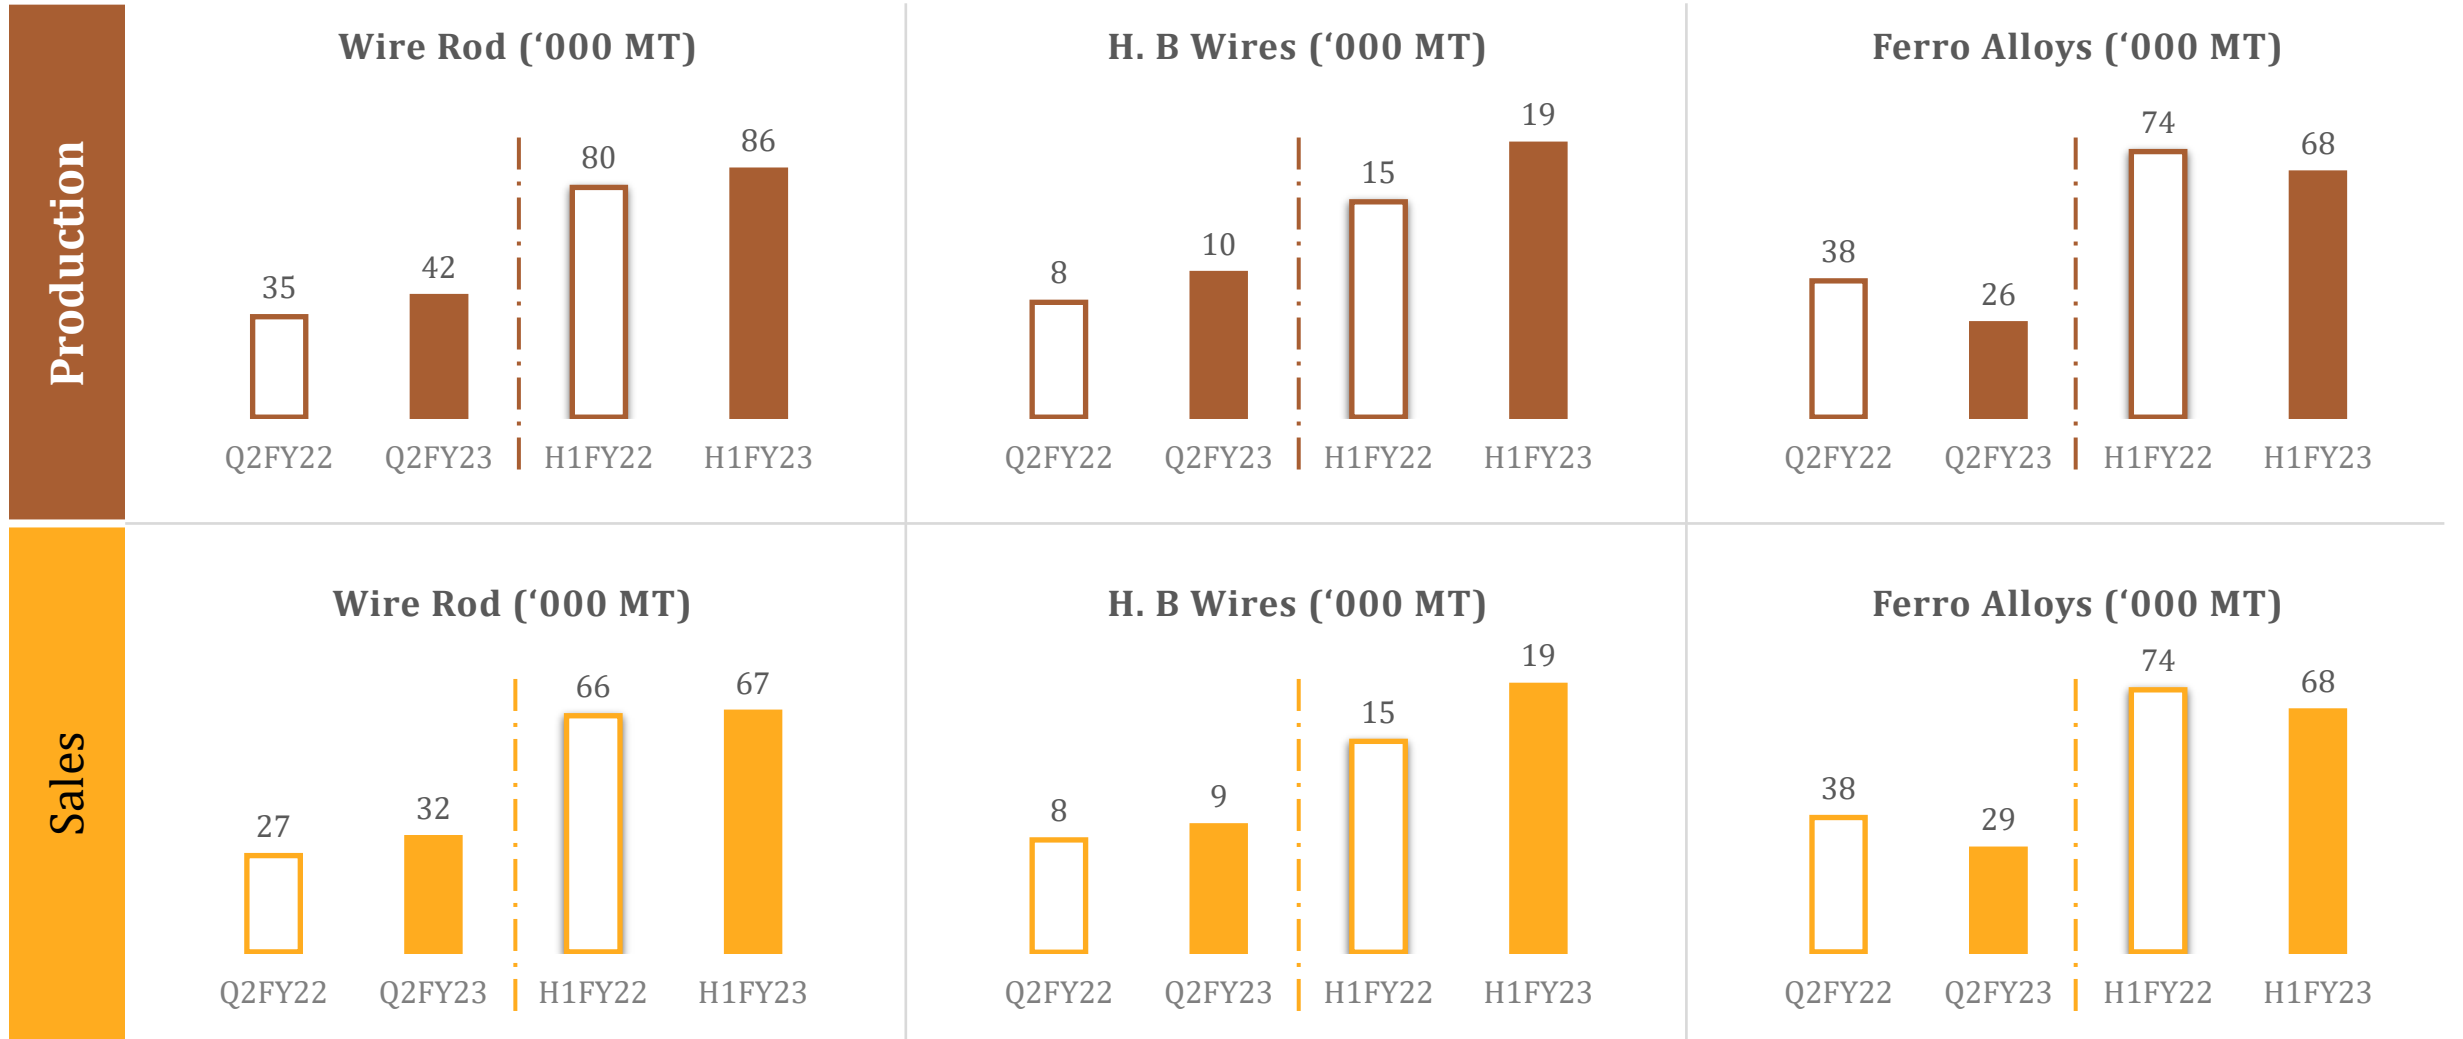 Production
Wire Rod (‘000 MT)
35
42
80
86
Q2FY22
Q2FY23
H1FY22
H1FY23
H. B Wires (‘000 MT)
8
10
15
19
Q2FY22
Q2FY23
H1FY22
H1FY23
Ferro Alloys (‘000 MT)
38
26
74
68
Q2FY22
Q2FY23
H1FY22
H1FY23
Sales
Wire Rod (‘000 MT)
27
32
66
67
Q2FY22
Q2FY23
H1FY22
H1FY23
H. B Wires (‘000 MT)
8
9
15
19
Q2FY22
Q2FY23
H1FY22
H1FY23
Ferro Alloys (‘000 MT)
38
29
74
68
Q2FY22
Q2FY23
H1FY22
H1FY23